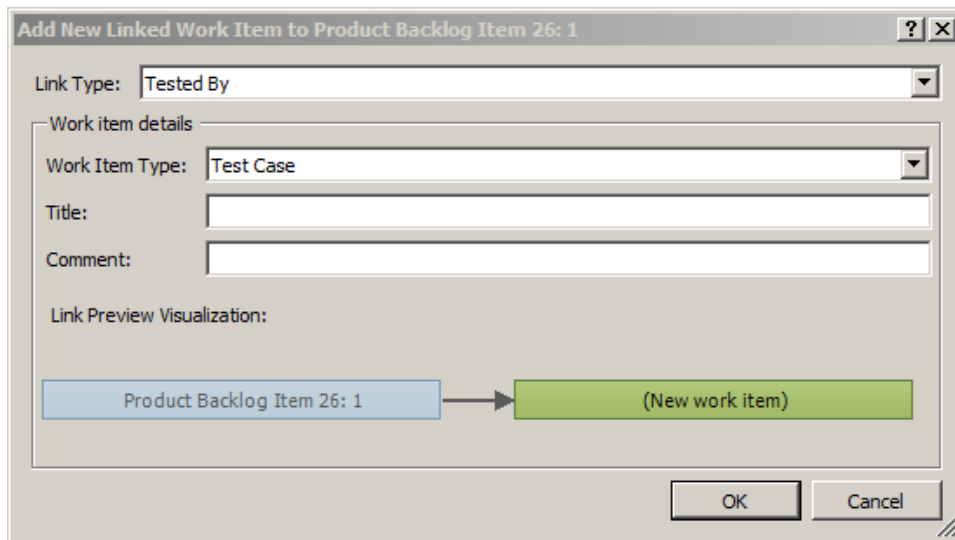 Add New Linked Work Item to Product Backlog Item 26: 1
Link Type: Tested By
Work item details
Work Item Type: Test Case
Title:
Comment:
Link Preview Visualization:
Product Backlog Item 26: 1 (New work item)
OK Cancel